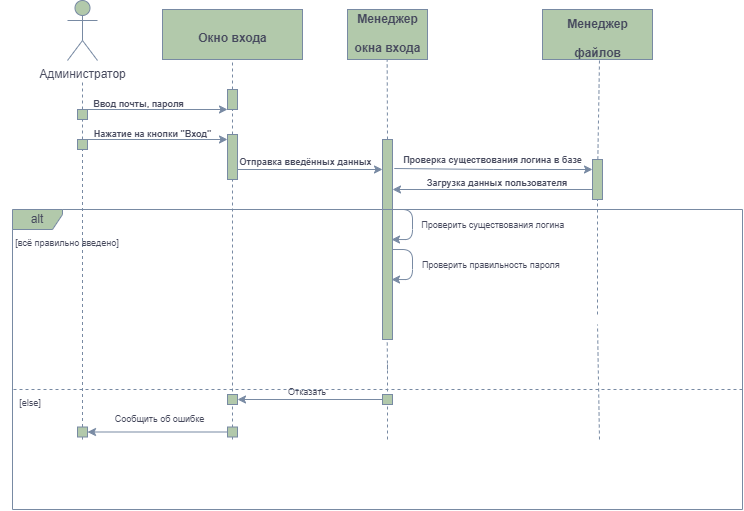 Администратор
Окно входа
Менеджер
окна входа
Менеджер
файлов
Ввод почты, пароля
Нажатие на кнопки "Вход"
Отправка введённых данных
Проверка существования логина в базе
Загрузка данных пользователя
alt
[всё правильно введено]
Проверить существования логина
Проверить правильность пароля
Отказать
[else]
Сообщить об ошибке